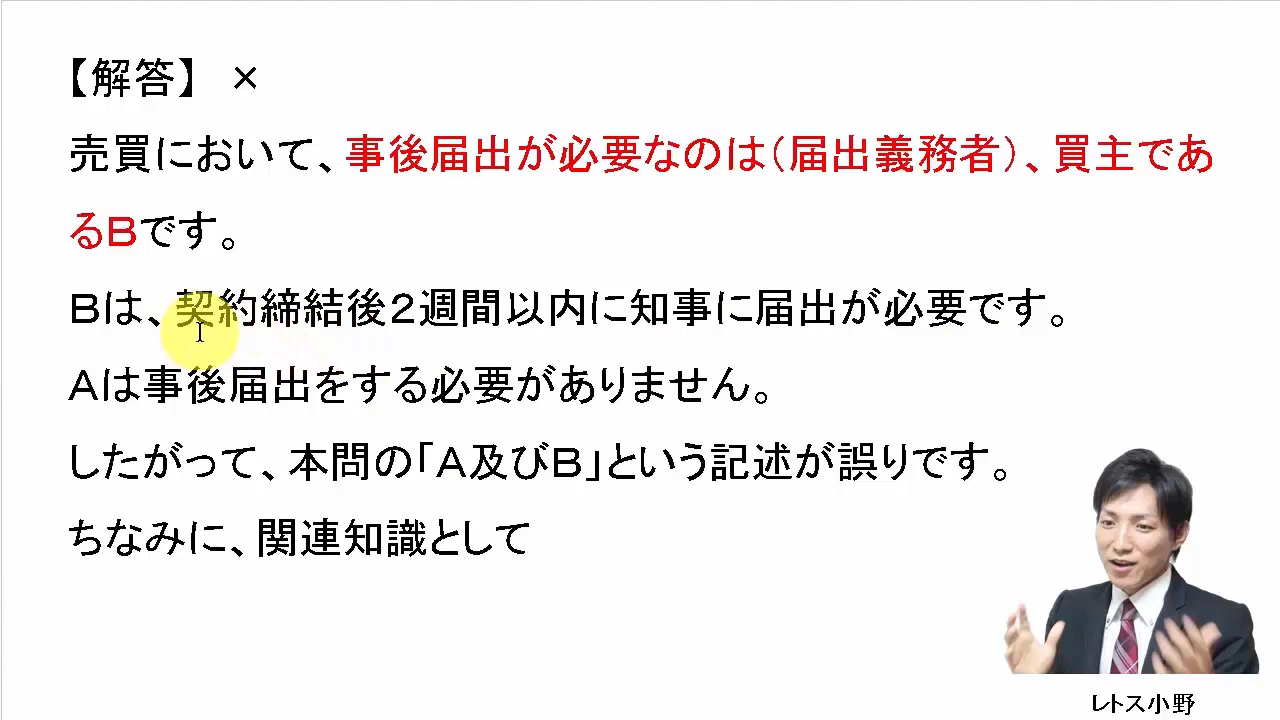 【解答】 ×
売買において、事後届出が必要なのは（届出義務者）、買主であ
るＢです。
Ｂは、契約締結後２週間以内に知事に届出が必要です。
Ａは事後届出をする必要がありません。
したがって、本問の「Ａ及びＢ」という記述が誤りです。
ちなみに、関連知識として
レトス小野